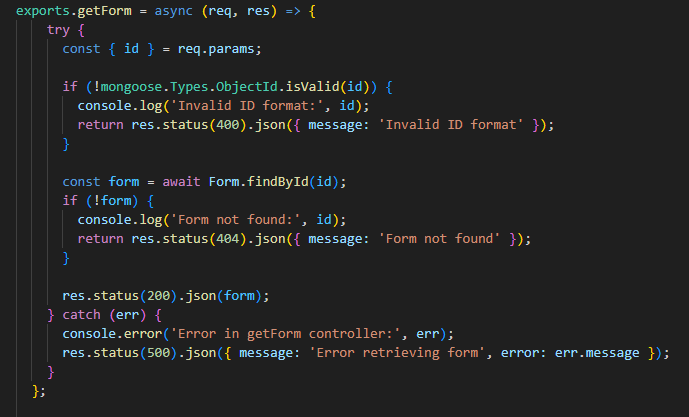 exports.getForm = async (req, res) => {
try {
const { id } = req.params;
if (!mongoose.Types.ObjectId.isValid(id)) {
console.log('Invalid ID format:', id);
return res.status(400).json({ message: 'Invalid ID format' });
}
const form = await Form.findById(id);
if (!form) {
console.log('Form not found:', id);
return res.status(404).json({ message: 'Form not found' });
}
res.status(200).json(form);
} catch (err) {
console.error('Error in getForm controller:', err);
res.status(500).json({ message: 'Error retrieving form', error: err.message });
}
};